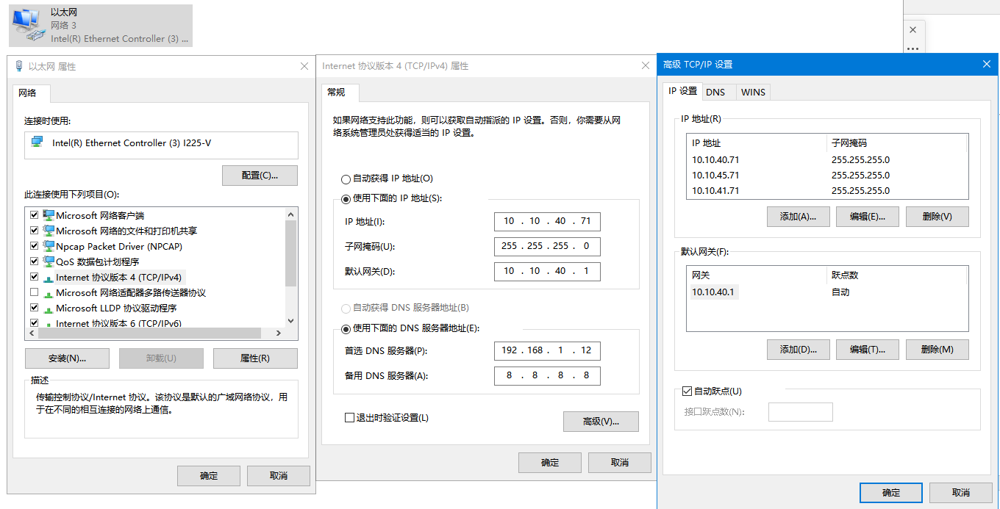 以太网
网络 3
Intel(R) Ethernet Controller (3) ...
以太网 属性
网络
连接时使用:
Intel(R) Ethernet Controller (3) I225-V
配置(C)...
此连接使用下列项目(O):
Microsoft 网络客户端
Microsoft 网络的文件和打印机共享
Npcap Packet Driver (NPCAP)
QoS 数据包计划程序
Internet 协议版本 4 (TCP/IPv4)
Microsoft 网络适配器多路传送器协议
Microsoft LLDP 协议驱动程序
Internet 协议版本 6 (TCP/IPv6)
安装(N)...
卸载(U)
属性(R)
描述
传输控制协议/Internet 协议。该协议是默认的广域网络协议，用
于在不同的相互连接的网络上通信。
确定
取消
Internet 协议版本 4 (TCP/IPv4) 属性
常规
如果网络支持此功能，则可以获取自动指派的 IP 设置。否则，你需要从网
络系统管理员处获得适当的 IP 设置。
自动获得 IP 地址(O)
使用下面的 IP 地址(S):
IP 地址(I):
10 . 10 . 40 . 71
子网掩码(U):
255 . 255 . 255 . 0
默认网关(D):
10 . 10 . 40 . 1
自动获得 DNS 服务器地址(B)
使用下面的 DNS 服务器地址(E):
首选 DNS 服务器(P):
192 . 168 . 1 . 12
备用 DNS 服务器(A):
8 . 8 . 8 . 8
退出时验证设置(L)
高级(V)...
确定
取消
高级 TCP/IP 设置
IP 设置
DNS
WINS
IP 地址(R)
IP 地址 子网掩码
10.10.40.71 255.255.255.0
10.10.45.71 255.255.255.0
10.10.41.71 255.255.255.0
添加(A)...
编辑(E)...
删除(V)
默认网关(F):
网关 跃点数
10.10.40.1 自动
添加(D)...
编辑(T)...
删除(M)
自动跃点(U)
接口跃点数(N):
确定
取消